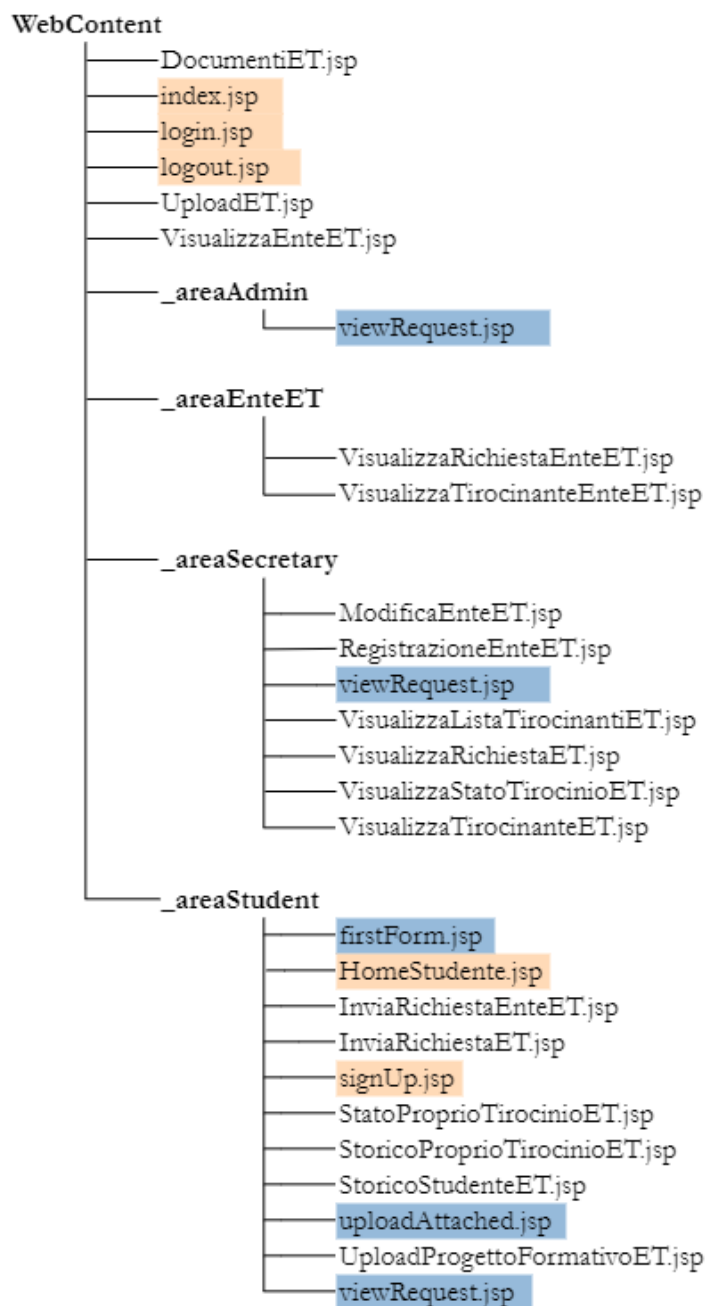 WebContent
DocumentiET.jsp
index.jsp
login.jsp
logout.jsp
UploadET.jsp
VisualizzaEnteET.jsp
_areaAdmin
viewRequest.jsp
_areaEnteET
VisualizzaRichiestaEnteET.jsp
VisualizzaTirocinanteEnteET.jsp
_areaSecretary
ModificaEnteET.jsp
RegistrazioneEnteET.jsp
viewRequest.jsp
VisualizzaListaTirocinantiET.jsp
VisualizzaRichiestaET.jsp
VisualizzaStatoTirocinioET.jsp
VisualizzaTirocinanteET.jsp
_areaStudent
firstForm.jsp
HomeStudente.jsp
InviaRichiestaEnteET.jsp
InviaRichiestaET.jsp
signUp.jsp
StatoProprioTirocinioET.jsp
StoricoProprioTirocinioET.jsp
StoricoStudenteET.jsp
uploadAttached.jsp
UploadProgettoFormativoET.jsp
viewRequest.jsp